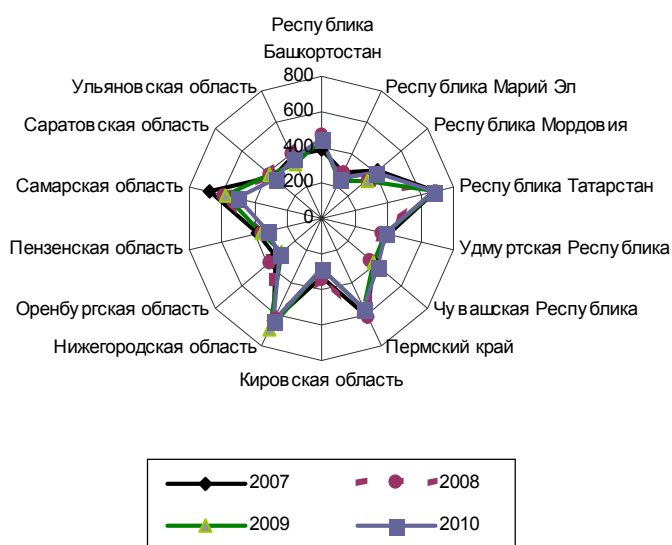 Республика
Башкортостан
800
600
400
200
0
Республика Марий Эл
Республика Мордовия
Республика Татарстан
Удмуртская Республика
Чувашская Республика
Пермский край
Кировская область
Нижегородская область
Оренбургская область
Пензенская область
Самарская область
Саратовская область
Ульяновская область
2007
2008
2009
2010